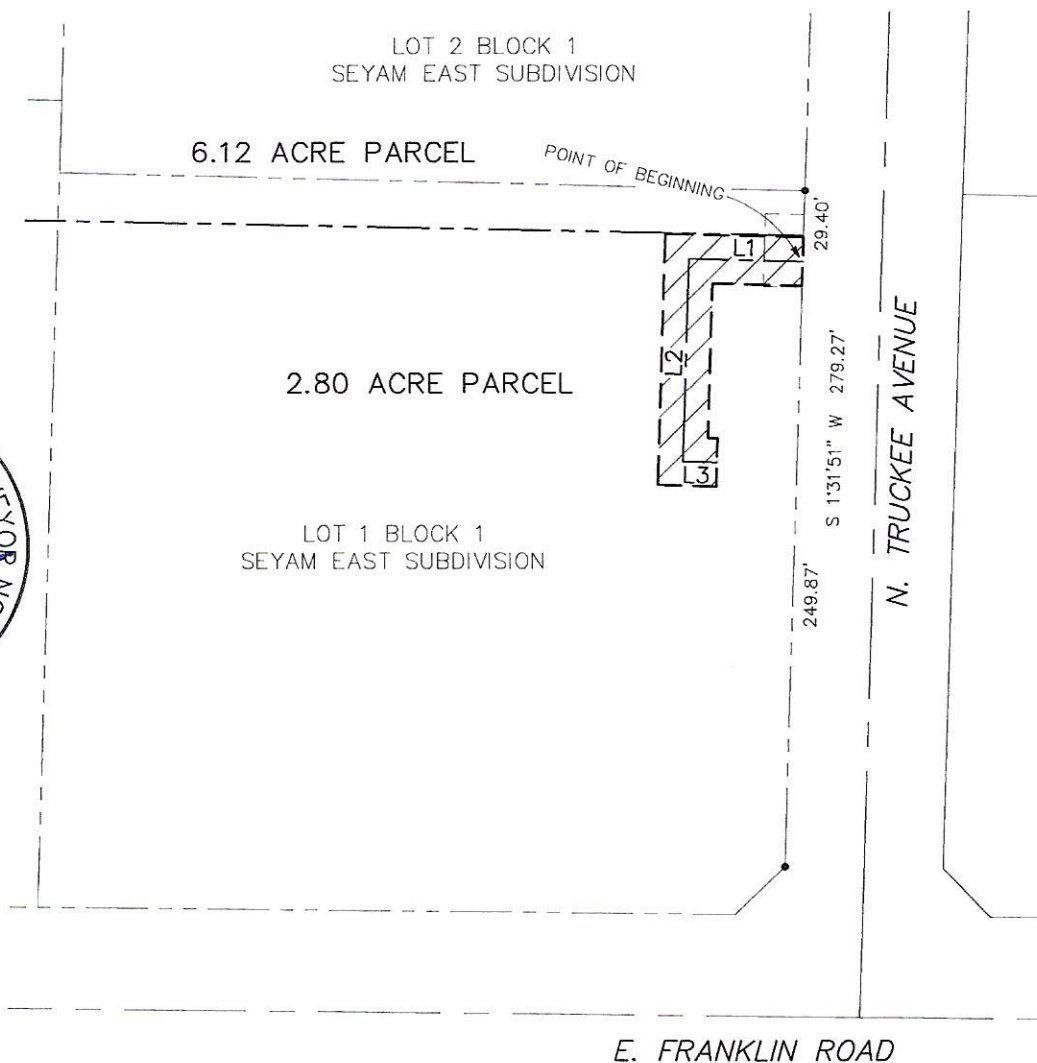 LOT 2 BLOCK 1
SEYAM EAST SUBDIVISION
6.12 ACRE PARCEL
POINT OF BEGINNING
29.40'
L1
L2
2.80 ACRE PARCEL
S 1°31'51" W 279.27'
N. TRUCKEE AVENUE
L3
LOT 1 BLOCK 1
SEYAM EAST SUBDIVISION
249.87'
E. FRANKLIN ROAD